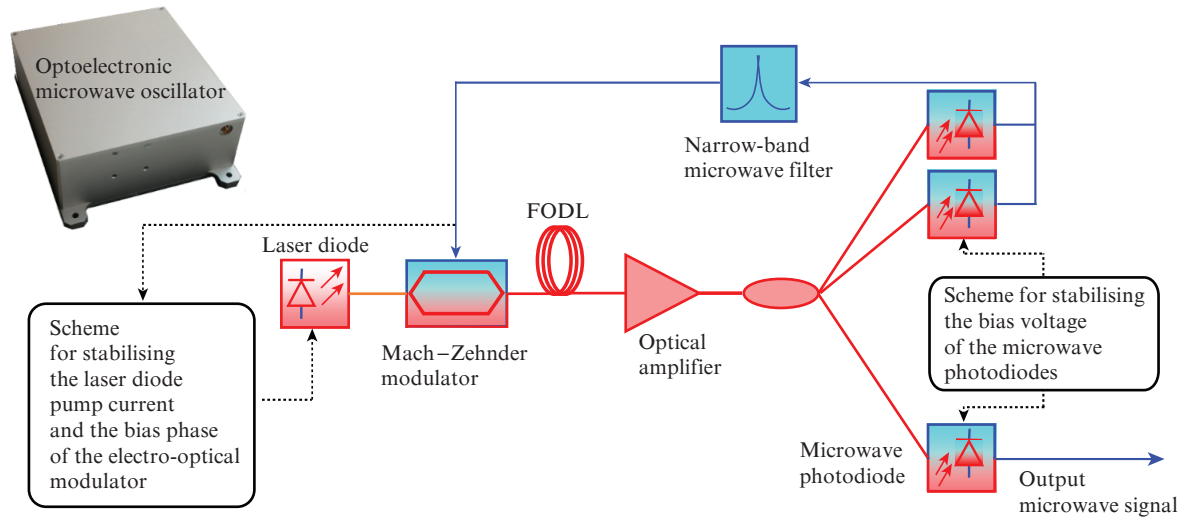 Optoelectronic
microwave oscillator
Narrow-band
microwave filter
FODL
Laser diode
Scheme
for stabilising
the laser diode
pump current
and the bias phase
of the electro-optical
modulator
Mach–Zehnder
modulator
Optical
amplifier
Scheme for stabilising
the bias voltage
of the microwave
photodiodes
Microwave
photodiode
Output
microwave signal